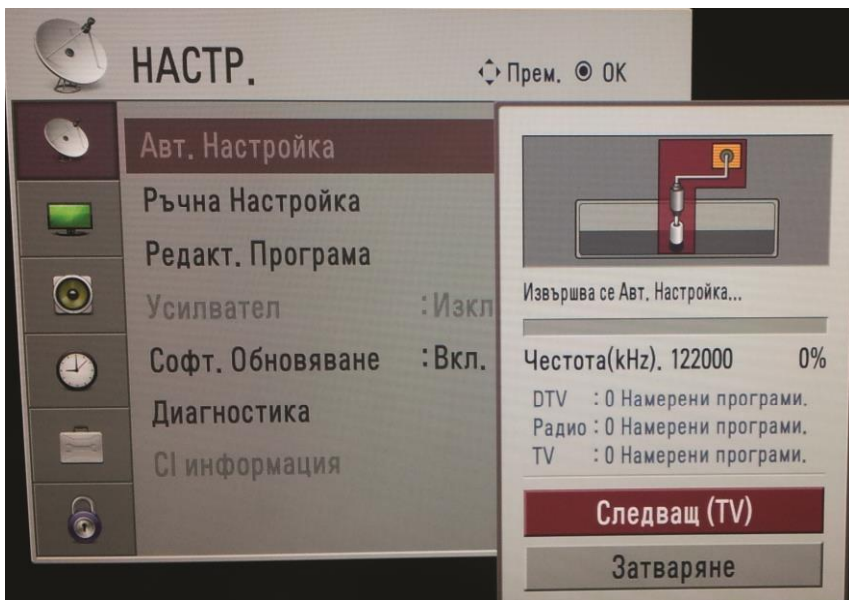 НАСТР.
Прем. ОК
Авт. Настройка
Ръчна Настройка
Редакт. Програма
Усилвател : Изкл
Софт. Обновяване : Вкл.
Диагностика
CI информация
Извършва се Авт. Настройка...
Честота(kHz). 122000 0%
DTV : 0 Намерени програми.
Радио : 0 Намерени програми.
TV : 0 Намерени програми.
Следващ (TV)
Затваряне